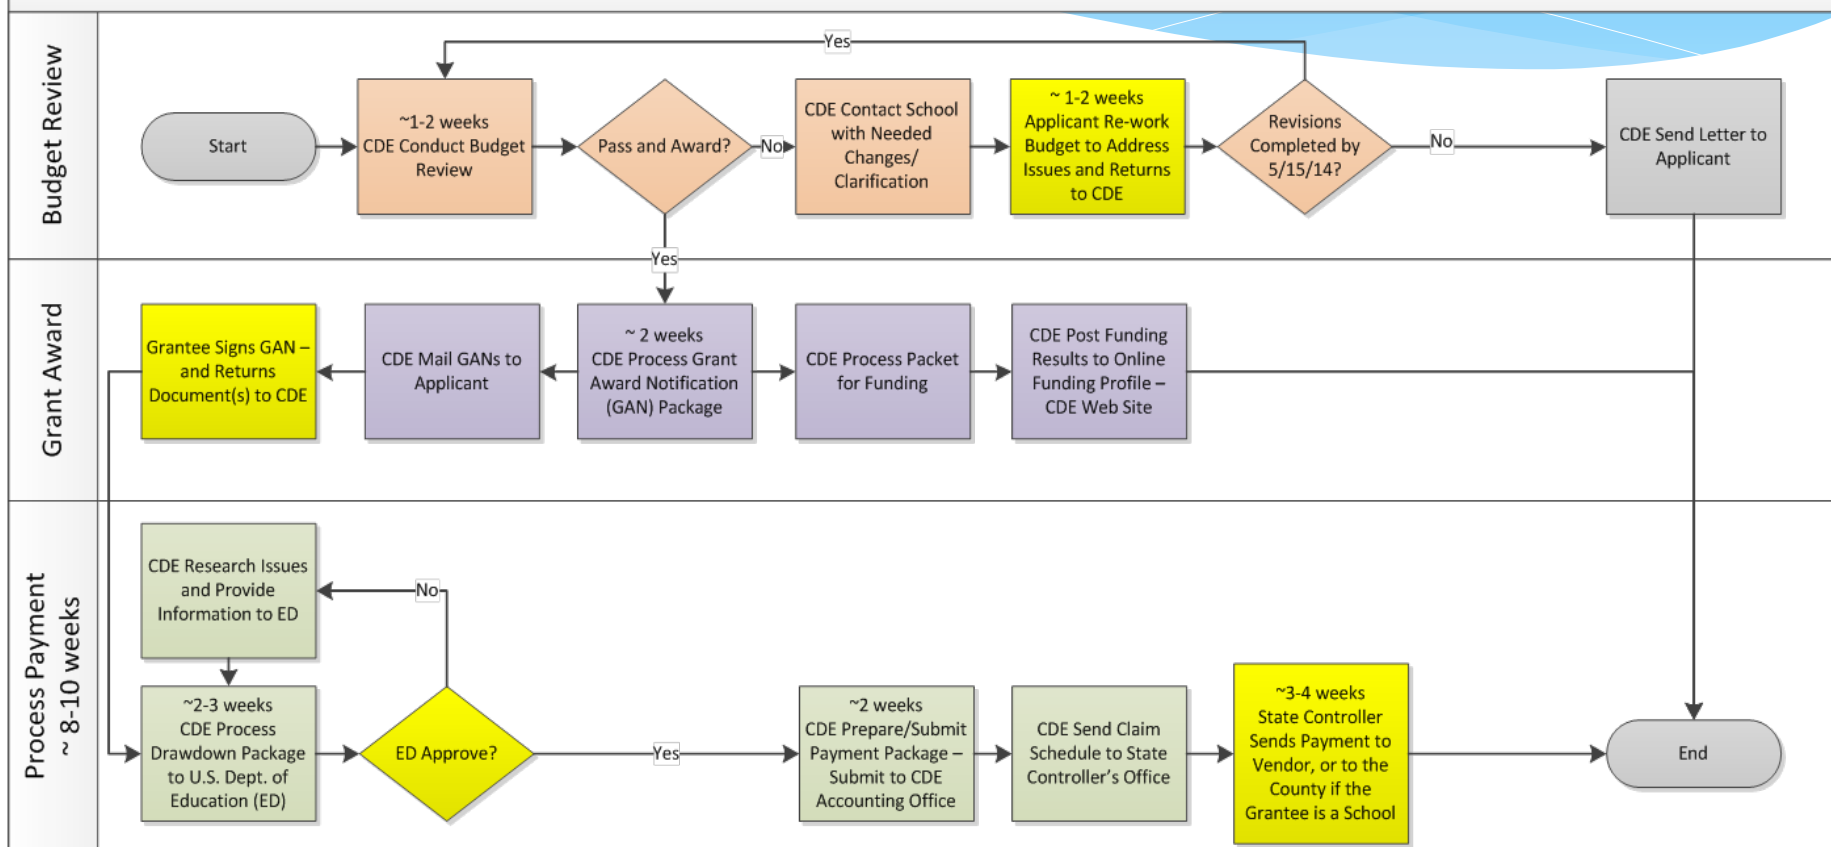 Budget Review
Yes
Start
~1-2 weeks
CDE Conduct Budget
Review
Pass and Award?
No
CDE Contact School
with Needed
Changes/
Clarification
~ 1-2 weeks
Applicant Re-work
Budget to Address
Issues and Returns
to CDE
Revisions
Completed by
5/15/14?
No
CDE Send Letter to
Applicant
Yes
Grant Award
Grantee Signs GAN –
and Returns
Document(s) to CDE
CDE Mail GANs to
Applicant
~ 2 weeks
CDE Process Grant
Award Notification
(GAN) Package
CDE Process Packet
for Funding
CDE Post Funding
Results to Online
Funding Profile –
CDE Web Site
Process Payment
~ 8-10 weeks
CDE Research Issues
and Provide
Information to ED
No
~2-3 weeks
CDE Process
Drawdown Package
to U.S. Dept. of
Education (ED)
ED Approve?
Yes
~2 weeks
CDE Prepare/Submit
Payment Package –
Submit to CDE
Accounting Office
CDE Send Claim
Schedule to State
Controller’s Office
~3-4 weeks
State Controller
Sends Payment to
Vendor, or to the
County if the
Grantee is a School
End